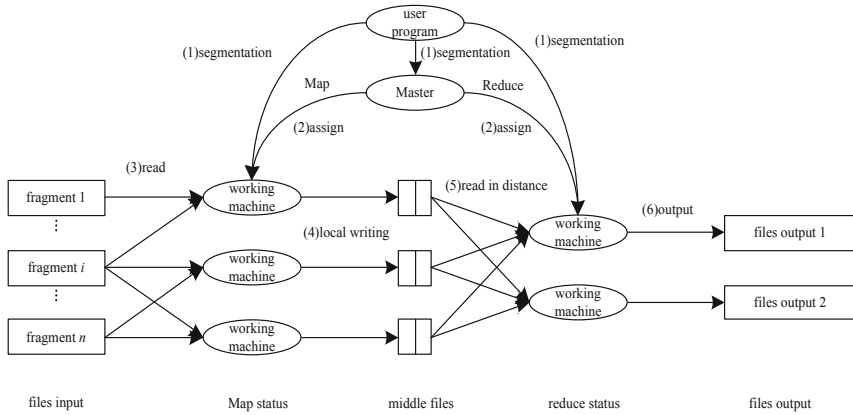 user
program
(1)segmentation
(1)segmentation
(1)segmentation
Map
Master
Reduce
(2)assign
(2)assign
(3)read
fragment 1
working
machine
(5)read in distance
working
machine
(6)output
files output 1
⋮
(4)local writing
fragment i
working
machine
⋮
working
machine
files output 2
fragment n
working
machine
files input
Map status
middle files
reduce status
files output